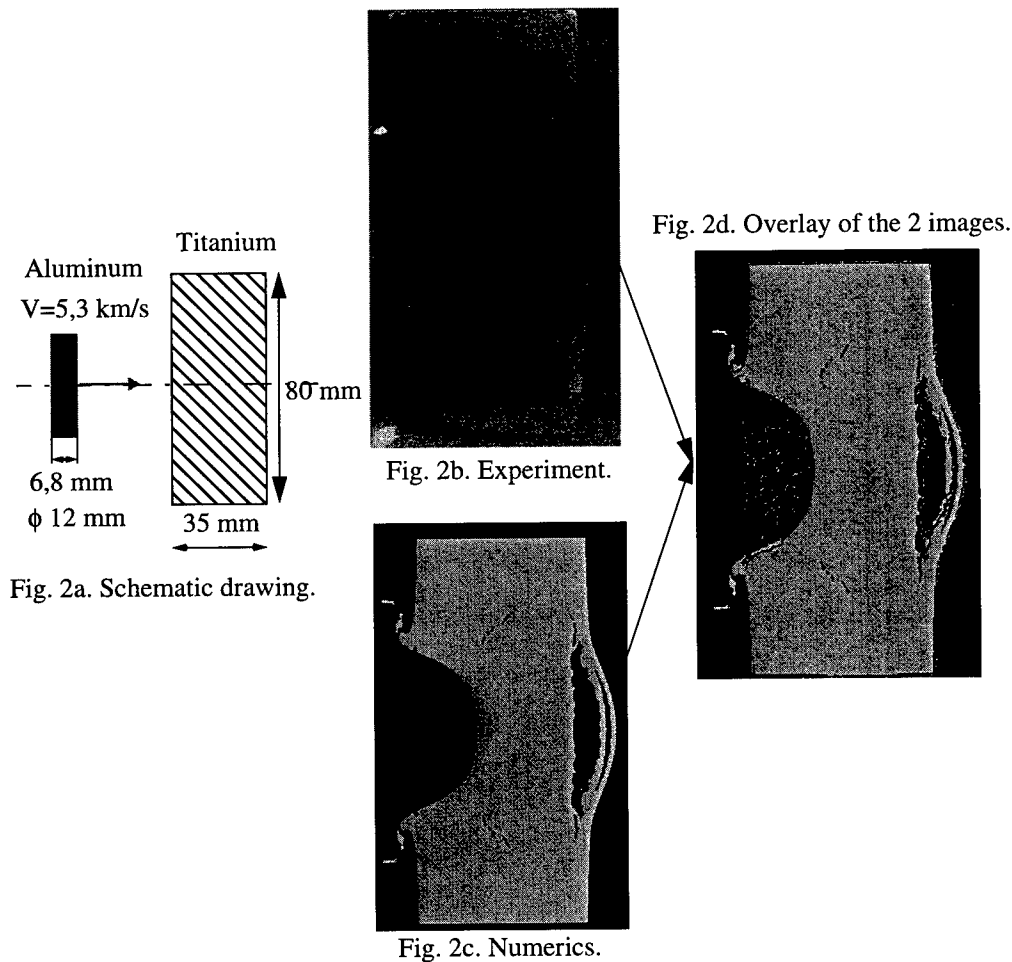 Titanium
Aluminum
V=5,3 km/s
80 mm
6,8 mm
ϕ 12 mm
35 mm
Fig. 2a. Schematic drawing.
Fig. 2b. Experiment.
Fig. 2c. Numerics.
Fig. 2d. Overlay of the 2 images.